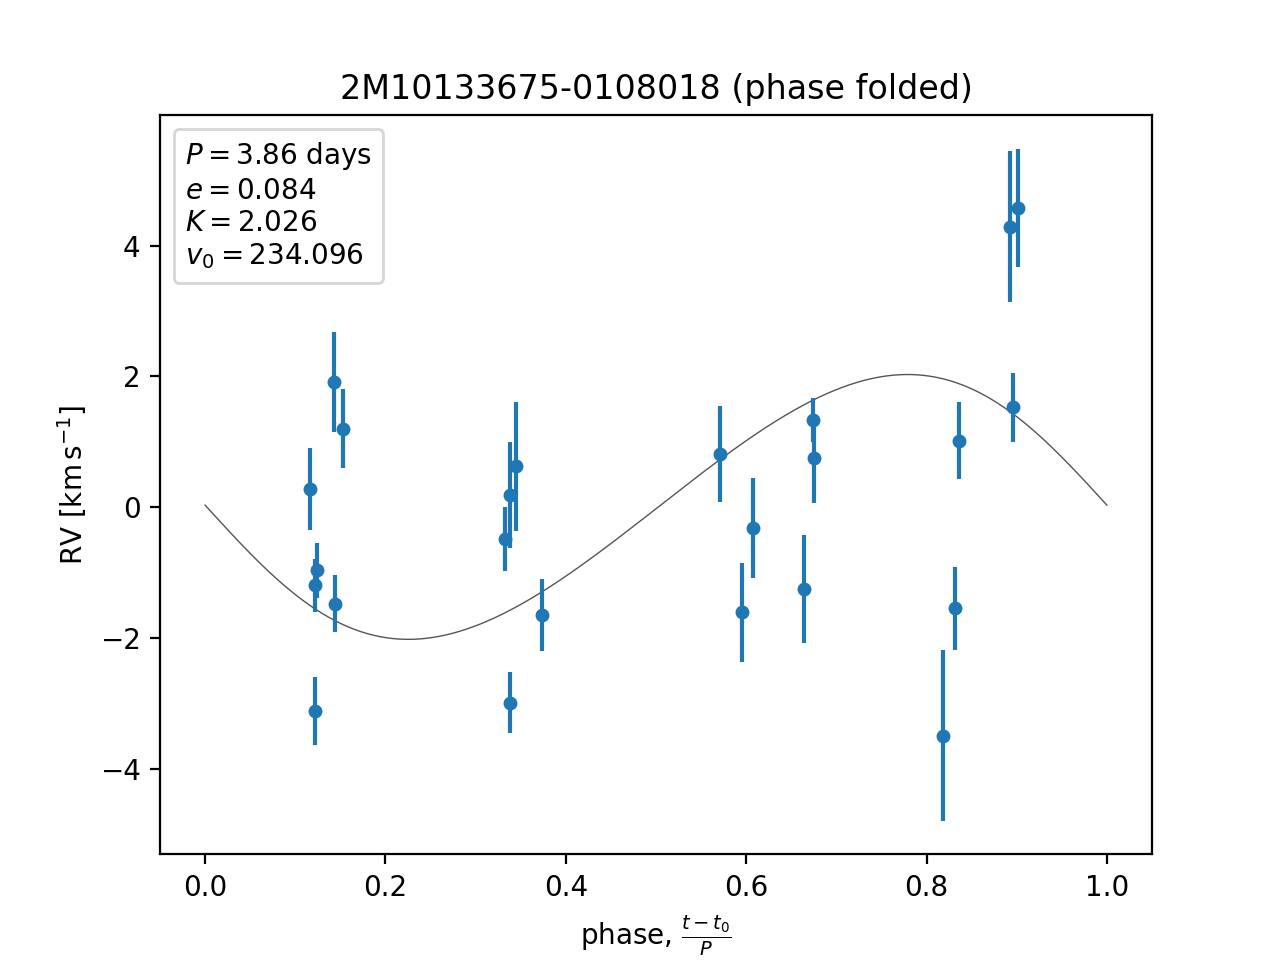 2M10133675-0108018 (phase folded)
P = 3.86 days
e = 0.084
K = 2.026
v₀ = 234.096
4
2
0
−2
−4
RV [km s⁻¹]
0.0 0.2 0.4 0.6 0.8 1.0
phase, (t − t₀)/P